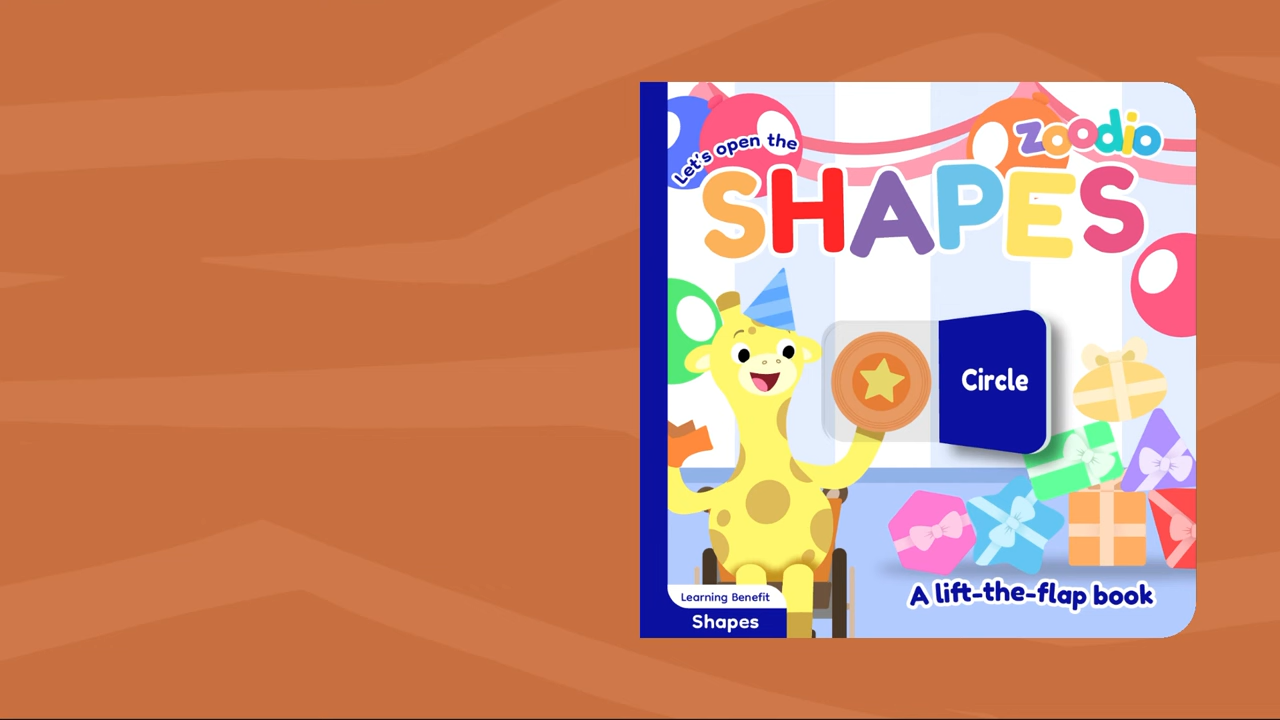 Let's open the
zoodio
SHAPES
Circle
A lift-the-flap book
Learning Benefit
Shapes